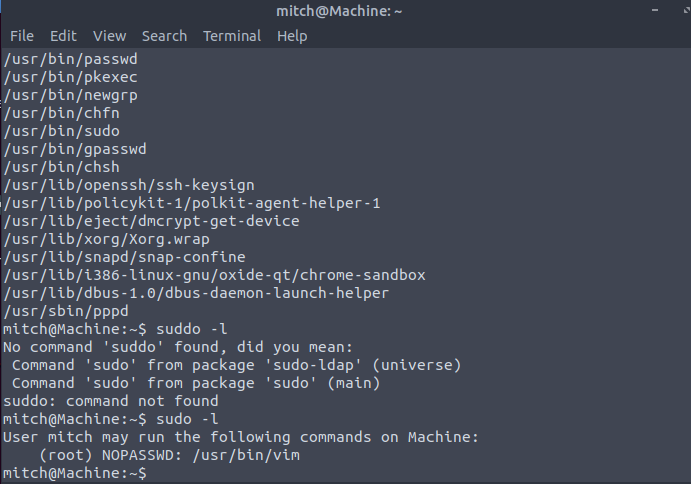 mitch@Machine: ~
File Edit View Search Terminal Help
/usr/bin/passwd
/usr/bin/pkexec
/usr/bin/newgrp
/usr/bin/chfn
/usr/bin/sudo
/usr/bin/gpasswd
/usr/bin/chsh
/usr/lib/openssh/ssh-keysign
/usr/lib/policykit-1/polkit-agent-helper-1
/usr/lib/eject/dmcrypt-get-device
/usr/lib/xorg/Xorg.wrap
/usr/lib/snapd/snap-confine
/usr/lib/i386-linux-gnu/oxide-qt/chrome-sandbox
/usr/lib/dbus-1.0/dbus-daemon-launch-helper
/usr/sbin/pppd
mitch@Machine:~$ suddo -l
No command 'suddo' found, did you mean:
 Command 'sudo' from package 'sudo-ldap' (universe)
 Command 'sudo' from package 'sudo' (main)
suddo: command not found
mitch@Machine:~$ sudo -l
User mitch may run the following commands on Machine:
    (root) NOPASSWD: /usr/bin/vim
mitch@Machine:~$